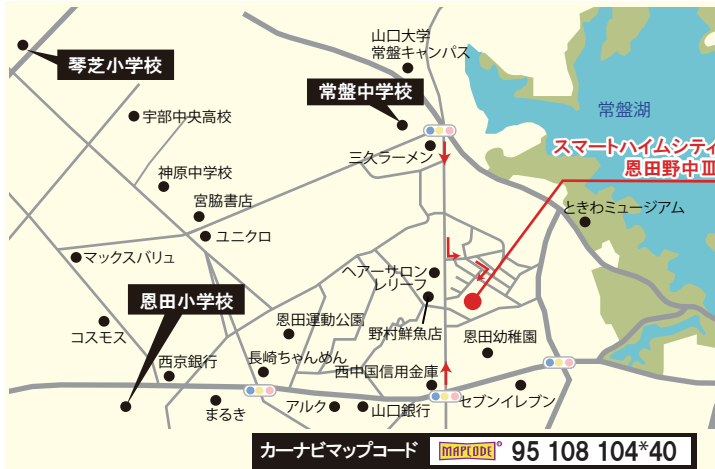 山口大学
常盤キャンパス
琴芝小学校
常盤中学校
常盤湖
宇部中央高校
三久ラーメン
スマートハイムシティ
恩田野中Ⅲ
神原中学校
宮脇書店
ときわミュージアム
ユニクロ
マックスバリュ
ヘアーサロン
レリーフ
恩田小学校
恩田運動公園
野村鮮魚店
恩田幼稚園
コスモス
西京銀行
長崎ちゃんめん
西中国信用金庫
まるき
アルク
山口銀行
セブンイレブン
カーナビマップコード MAPCODE® 95 108 104*40